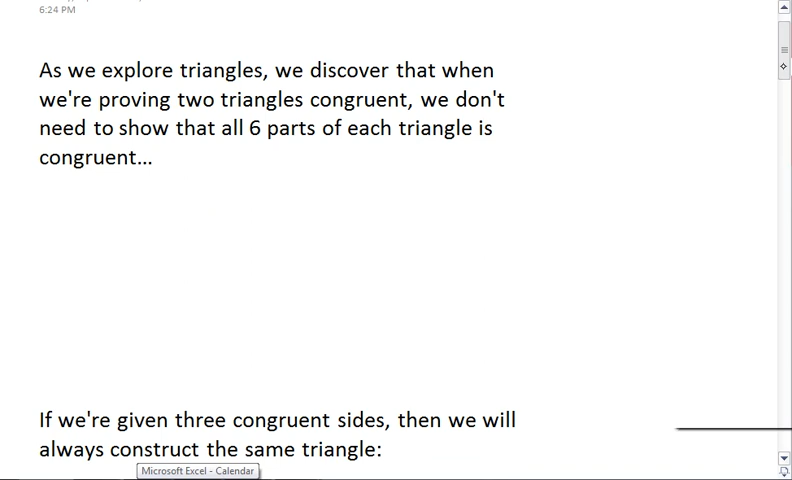 6:24 PM
As we explore triangles, we discover that when
we're proving two triangles congruent, we don't
need to show that all 6 parts of each triangle is
congruent...
If we're given three congruent sides, then we will
always construct the same triangle:
Microsoft Excel - Calendar